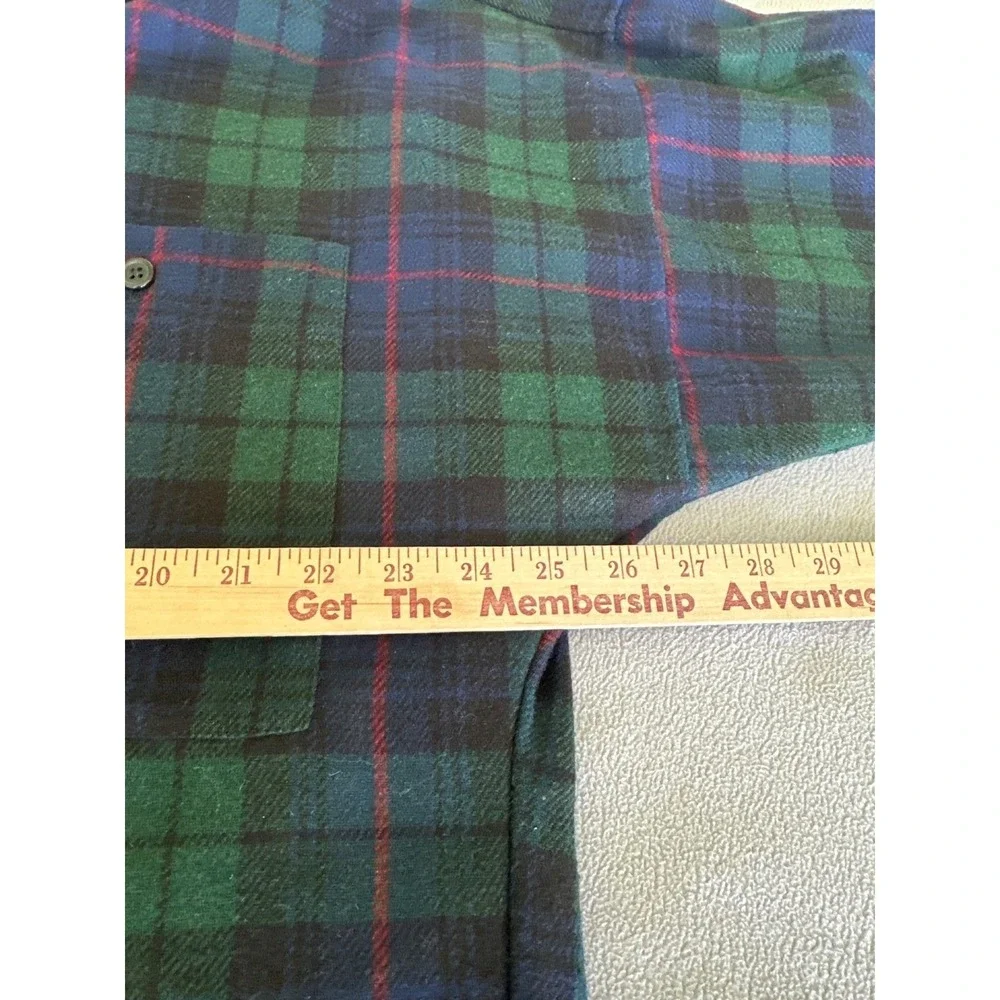 20 21 22 23 24 25 26 27 28 29
Get The Membership Advantag